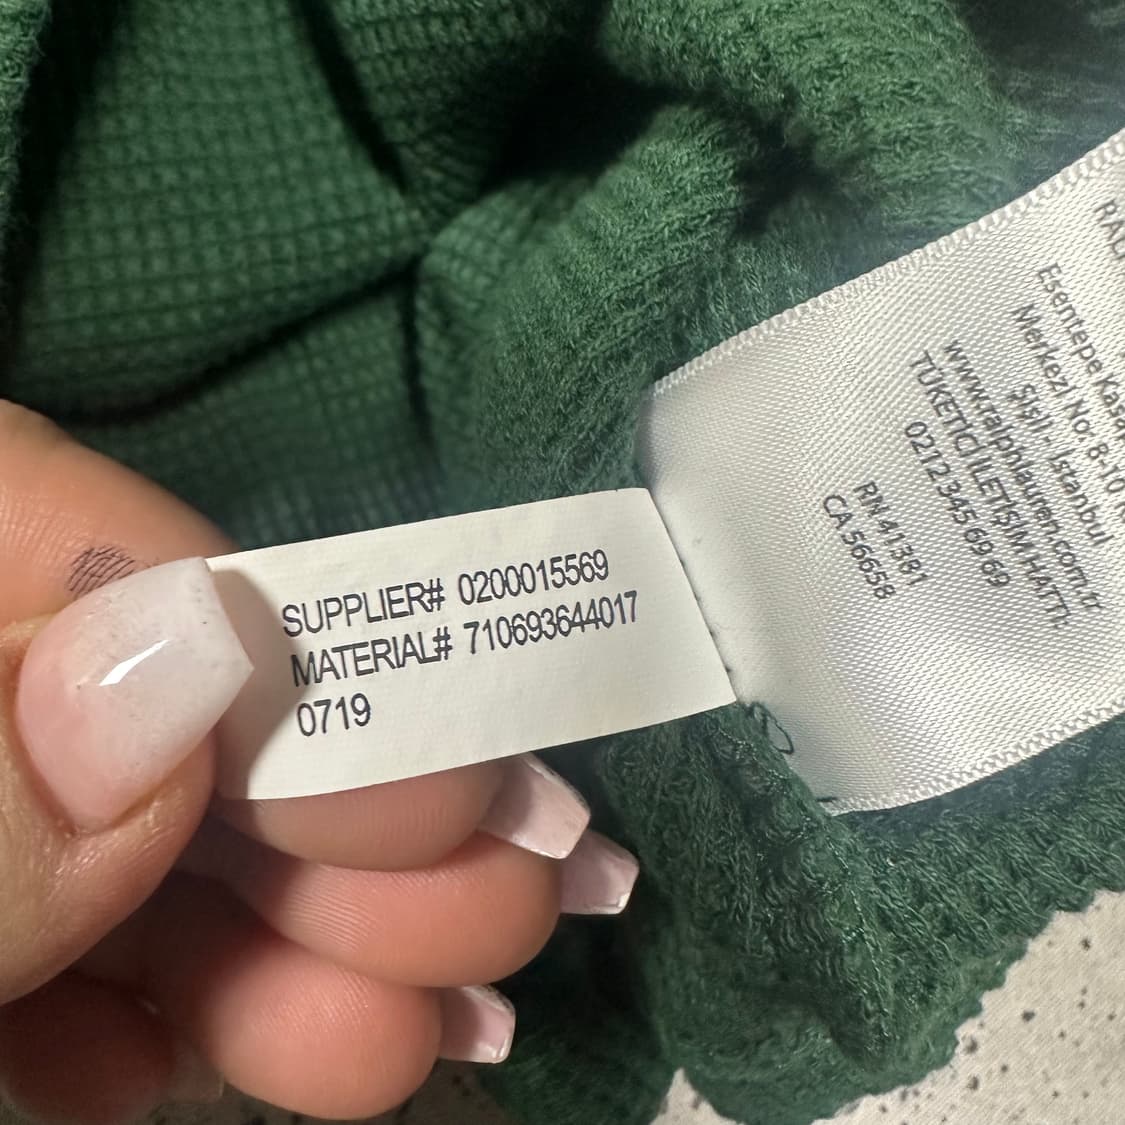 SUPPLIER# 0200015569
MATERIAL# 710693644017
0719
Esentepe Kasap
Merkezi No: 8-10
Şişli - Istanbul
www.ralphlauren.com.tr
TÜKETİCİ İLETİŞİM HATTI:
0212 345 69 69
RN 41381
CA 56658